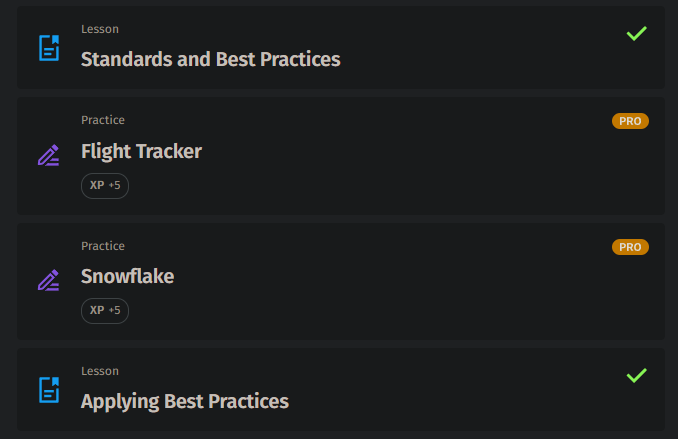 Lesson
Standards and Best Practices
Practice
PRO
Flight Tracker
XP +5
Practice
PRO
Snowflake
XP +5
Lesson
Applying Best Practices